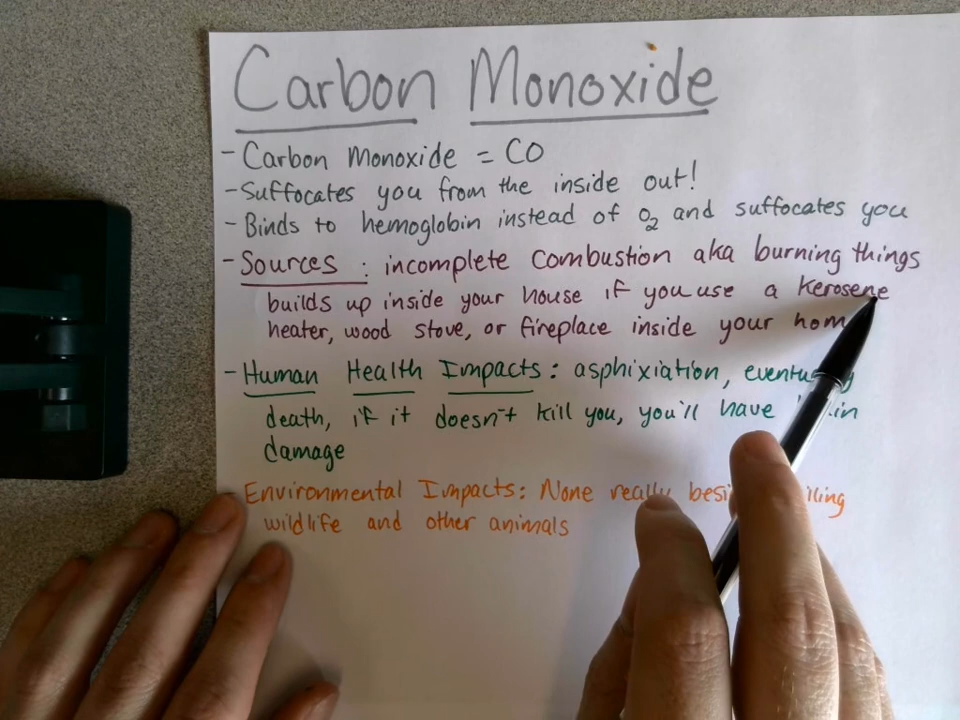 Carbon Monoxide
- Carbon Monoxide = CO
- Suffocates you from the inside out!
- Binds to hemoglobin instead of O2 and suffocates you
- Sources: incomplete combustion aka burning things
builds up inside your house if you use a kerosene
heater, wood stove, or fireplace inside your hom
- Human Health Impacts: asphixiation,
death, if it doesn't kill you, you'll have
damage
Environmental Impacts: None really
wildlife and other animals